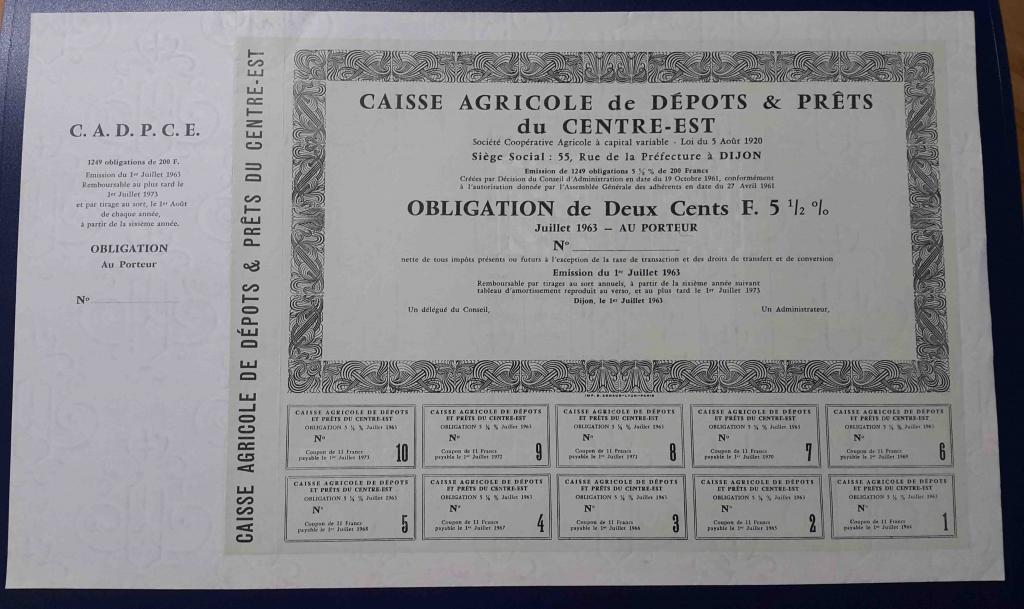 C. A. D. P. C. E.
1249 obligations de 200 F.
Emission du 1er Juillet 1963
Remboursable au plus tard le
1er Juillet 1973
et par tirage au sort, le 1er Août
de chaque année,
à partir de la sixième année.
OBLIGATION
Au Porteur
No
CAISSE AGRICOLE DE DÉPOTS & PRÊTS DU CENTRE-EST
CAISSE AGRICOLE de DÉPOTS & PRÊTS
du CENTRE-EST
Société Coopérative Agricole à capital variable - Loi du 5 Août 1920
Siège Social : 55, Rue de la Préfecture à DIJON
Emission de 1249 obligations 5 ½ % de 200 Francs
Créées par Décision du Conseil d'Administration en date du 19 Octobre 1961, conformément
à l'autorisation donnée par l'Assemblée Générale des adhérents en date du 27 Avril 1961
OBLIGATION de Deux Cents F. 5 1/2 %
Juillet 1963 — AU PORTEUR
No
nette de tous impôts présents ou futurs à l'exception de la taxe de transaction et des droits de transfert et de conversion
Emission du 1er Juillet 1963
Remboursable par tirages au sort annuels, à partir de la sixième année suivant
tableau d'amortissement reproduit au verso, et au plus tard le 1er Juillet 1973
Dijon, le 1er Juillet 1963
Un délégué du Conseil,
Un Administrateur,
IMP. B. ARNAUD-LYON-PARIS
CAISSE AGRICOLE DE DÉPOTS
ET PRÊTS DU CENTRE-EST
OBLIGATION 5 ½ % Juillet 1963
No
Coupon de 11 Francs
payable le 1er Juillet 1973
10
CAISSE AGRICOLE DE DÉPOTS
ET PRÊTS DU CENTRE-EST
OBLIGATION 5 ½ % Juillet 1963
No
Coupon de 11 Francs
payable le 1er Juillet 1972
9
CAISSE AGRICOLE DE DÉPOTS
ET PRÊTS DU CENTRE-EST
OBLIGATION 5 ½ % Juillet 1963
No
Coupon de 11 Francs
payable le 1er Juillet 1971
8
CAISSE AGRICOLE DE DÉPOTS
ET PRÊTS DU CENTRE-EST
OBLIGATION 5 ½ % Juillet 1963
No
Coupon de 11 Francs
payable le 1er Juillet 1970
7
CAISSE AGRICOLE DE DÉPOTS
ET PRÊTS DU CENTRE-EST
OBLIGATION 5 ½ % Juillet 1963
No
Coupon de 11 Francs
payable le 1er Juillet 1969
6
CAISSE AGRICOLE DE DÉPOTS
ET PRÊTS DU CENTRE-EST
OBLIGATION 5 ½ % Juillet 1963
No
Coupon de 11 Francs
payable le 1er Juillet 1968
5
CAISSE AGRICOLE DE DÉPOTS
ET PRÊTS DU CENTRE-EST
OBLIGATION 5 ½ % Juillet 1963
No
Coupon de 11 Francs
payable le 1er Juillet 1967
4
CAISSE AGRICOLE DE DÉPOTS
ET PRÊTS DU CENTRE-EST
OBLIGATION 5 ½ % Juillet 1963
No
Coupon de 11 Francs
payable le 1er Juillet 1966
3
CAISSE AGRICOLE DE DÉPOTS
ET PRÊTS DU CENTRE-EST
OBLIGATION 5 ½ % Juillet 1963
No
Coupon de 11 Francs
payable le 1er Juillet 1965
2
CAISSE AGRICOLE DE DÉPOTS
ET PRÊTS DU CENTRE-EST
OBLIGATION 5 ½ % Juillet 1963
No
Coupon de 11 Francs
payable le 1er Juillet 1964
1